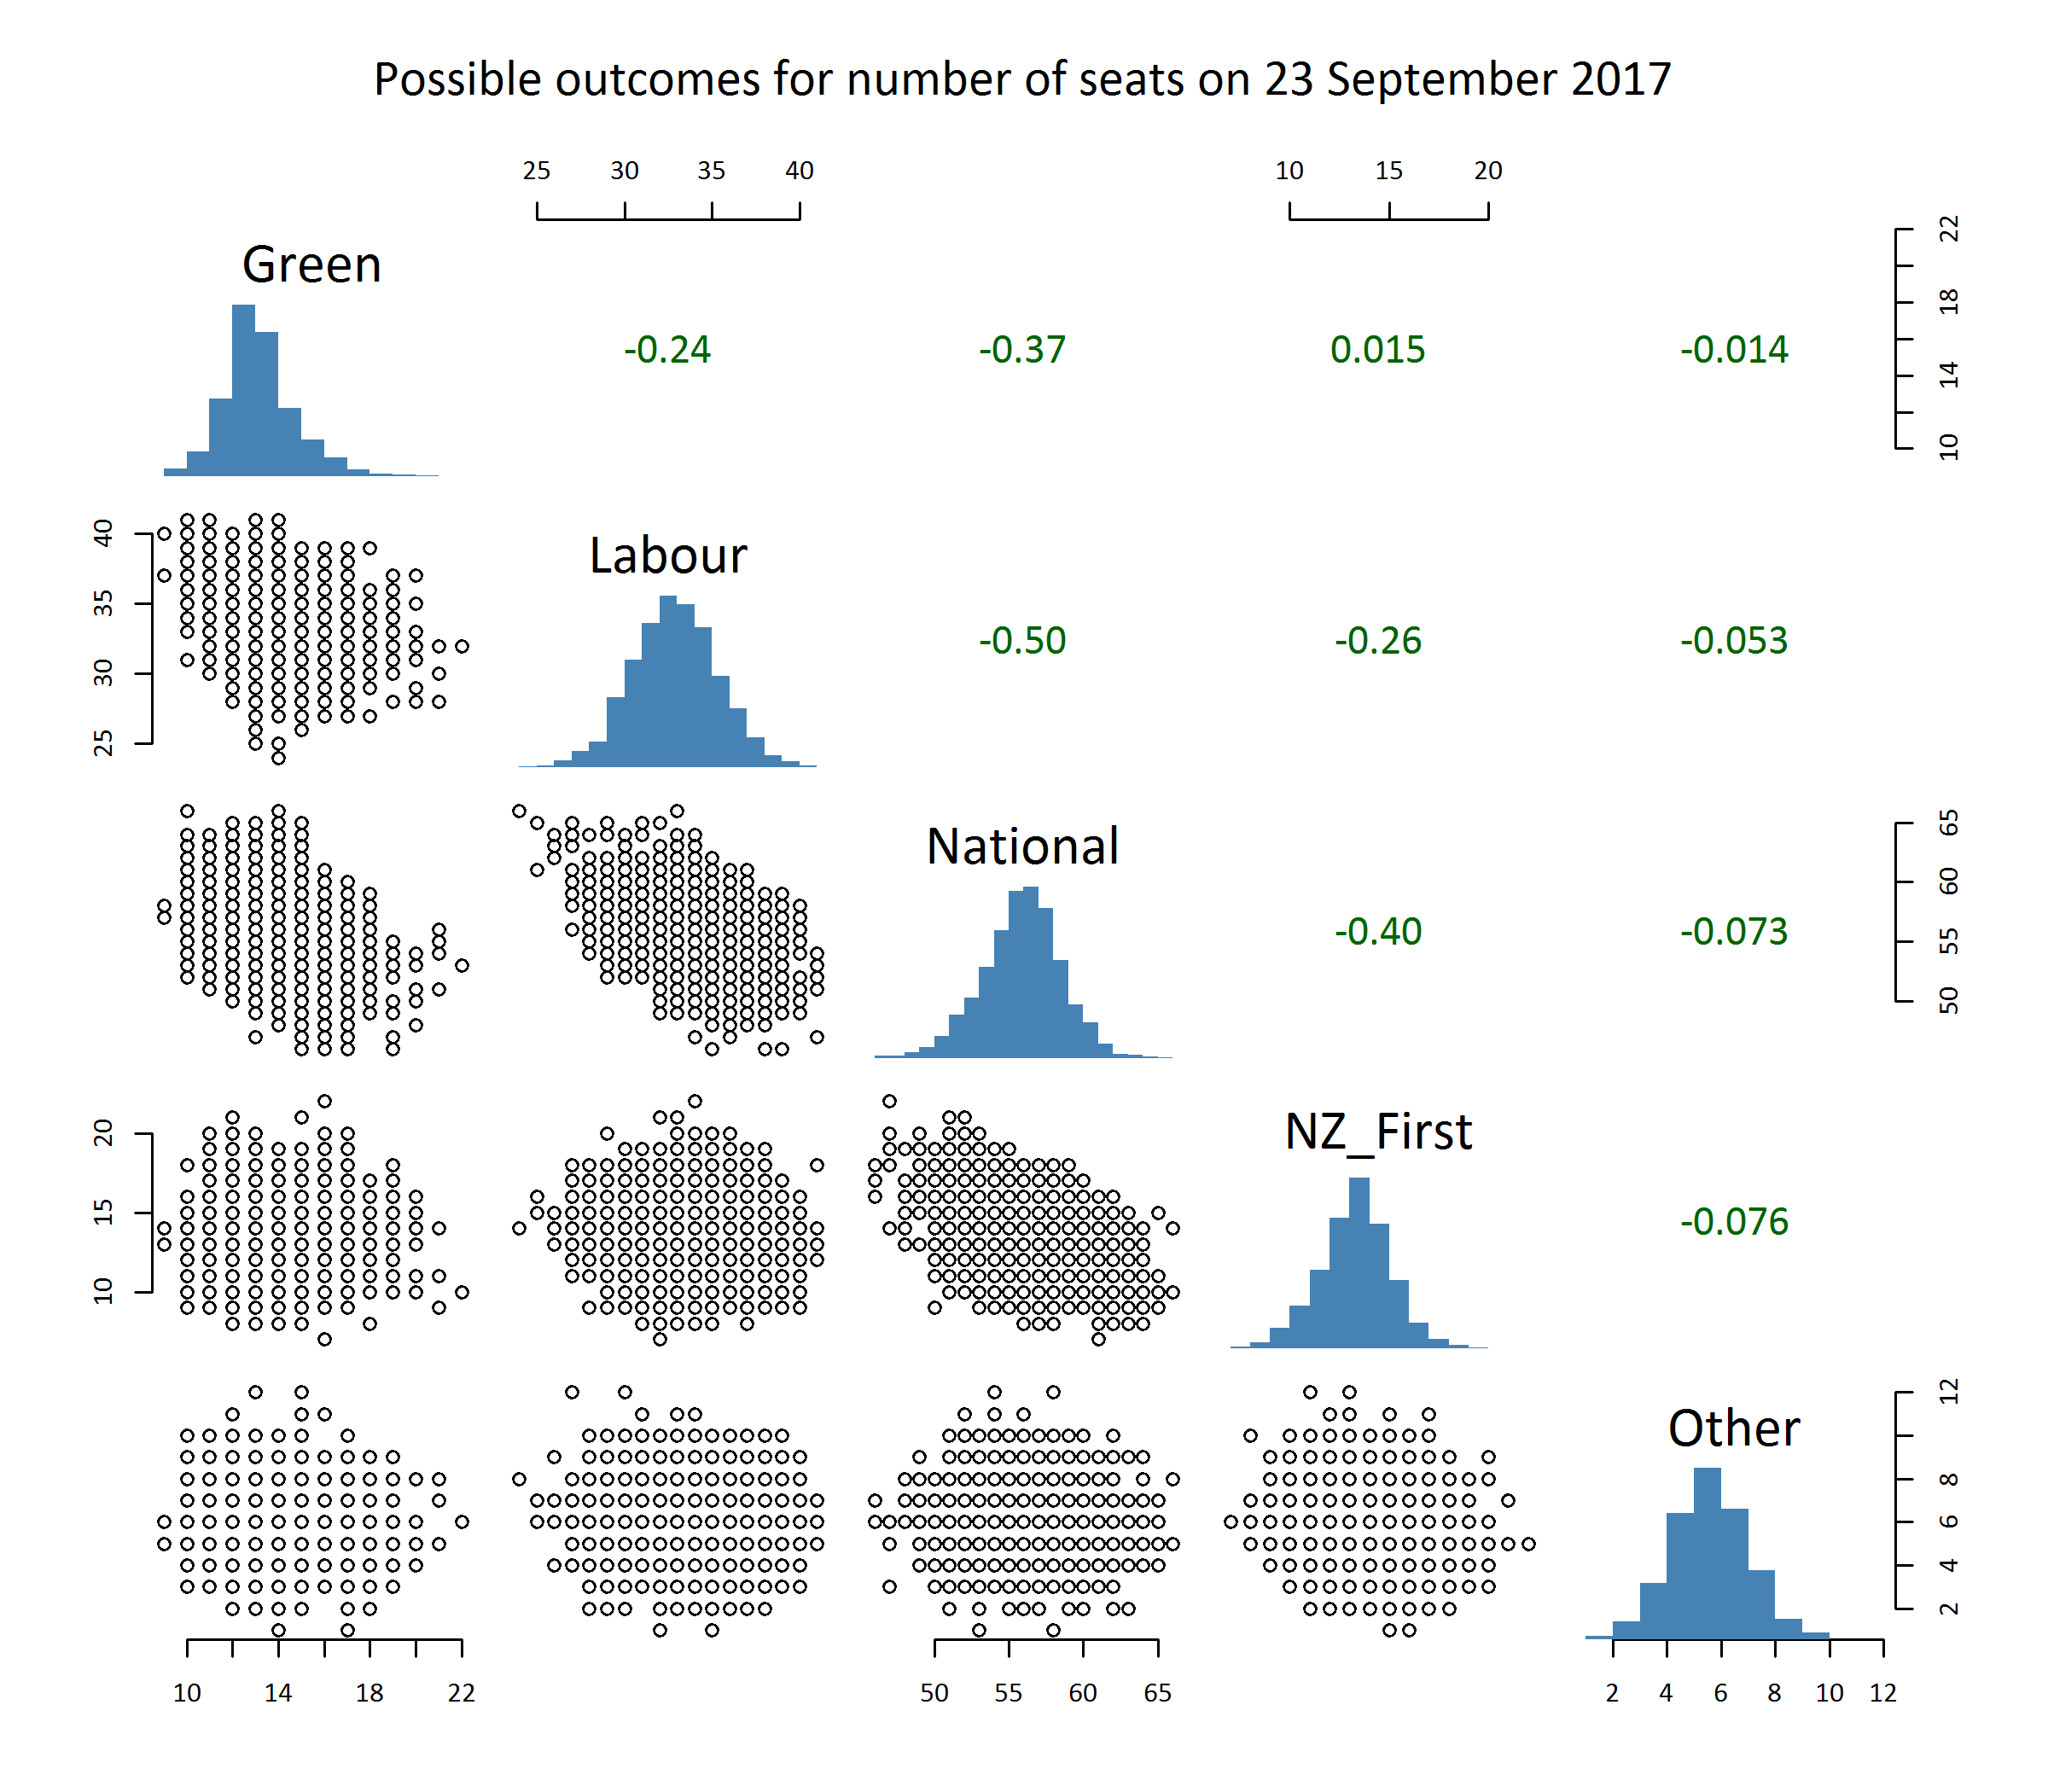 Possible outcomes for number of seats on 23 September 2017
25 30 35 40
10 15 20
Green
-0.24
-0.37
0.015
-0.014
22
18
14
10
40
35
30
25
Labour
-0.50
-0.26
-0.053
National
-0.40
-0.073
65
60
55
50
20
15
10
NZ_First
-0.076
Other
12
8
6
4
2
10 14 18 22
50 55 60 65
2 4 6 8 10 12